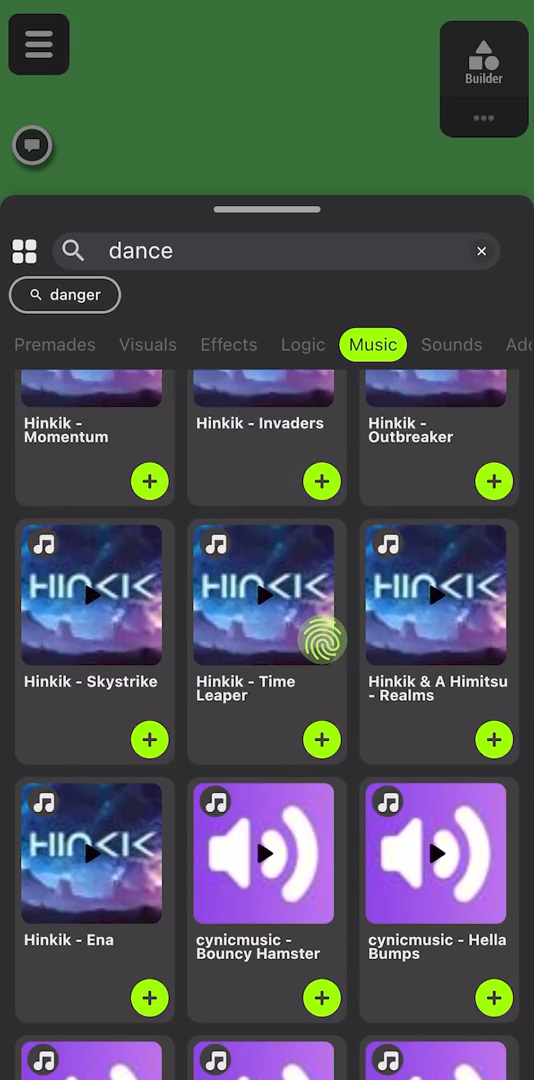 Builder
dance
danger
Premades Visuals Effects Logic Music Sounds Add
Hinkik -
Momentum
Hinkik - Invaders
Hinkik -
Outbreaker
HINKIK
HINKIK
HINKIK
Hinkik - Skystrike
Hinkik - Time
Leaper
Hinkik & A Himitsu
- Realms
HINKIK
Hinkik - Ena
cynicmusic -
Bouncy Hamster
cynicmusic - Hella
Bumps